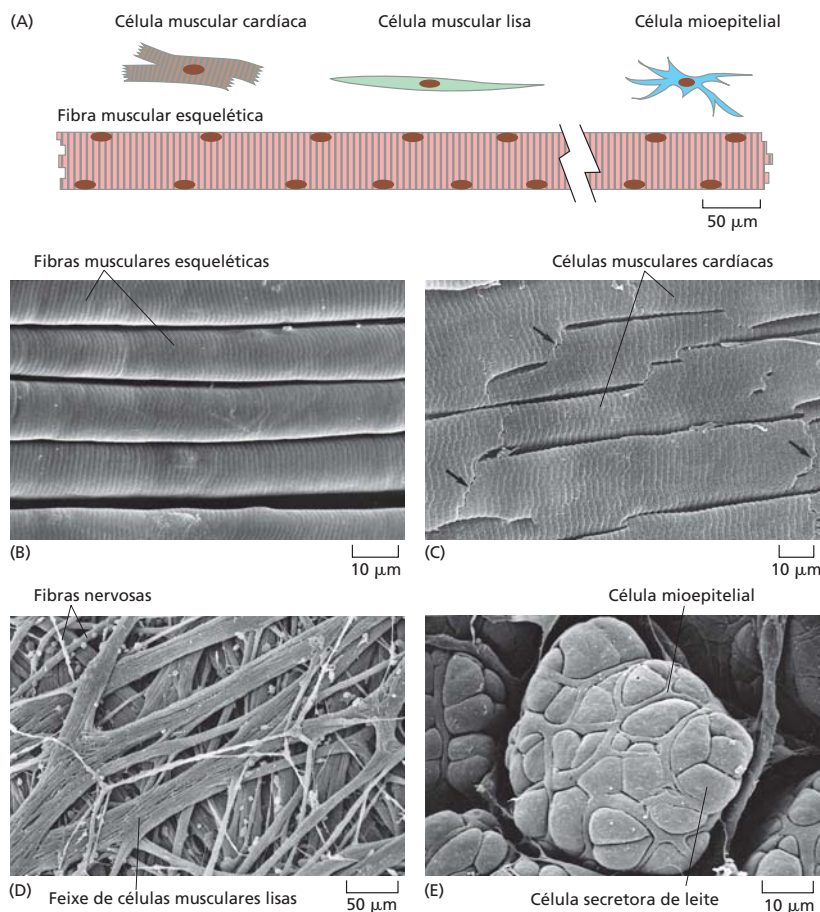 (A)
Célula muscular cardíaca
Célula muscular lisa
Célula mioepitelial
Fibra muscular esquelética
50 μm
Fibras musculares esqueléticas
Células musculares cardíacas
(B)
10 μm
(C)
10 μm
Fibras nervosas
Célula mioepitelial
(D)
Feixe de células musculares lisas
50 μm
(E)
Célula secretora de leite
10 μm